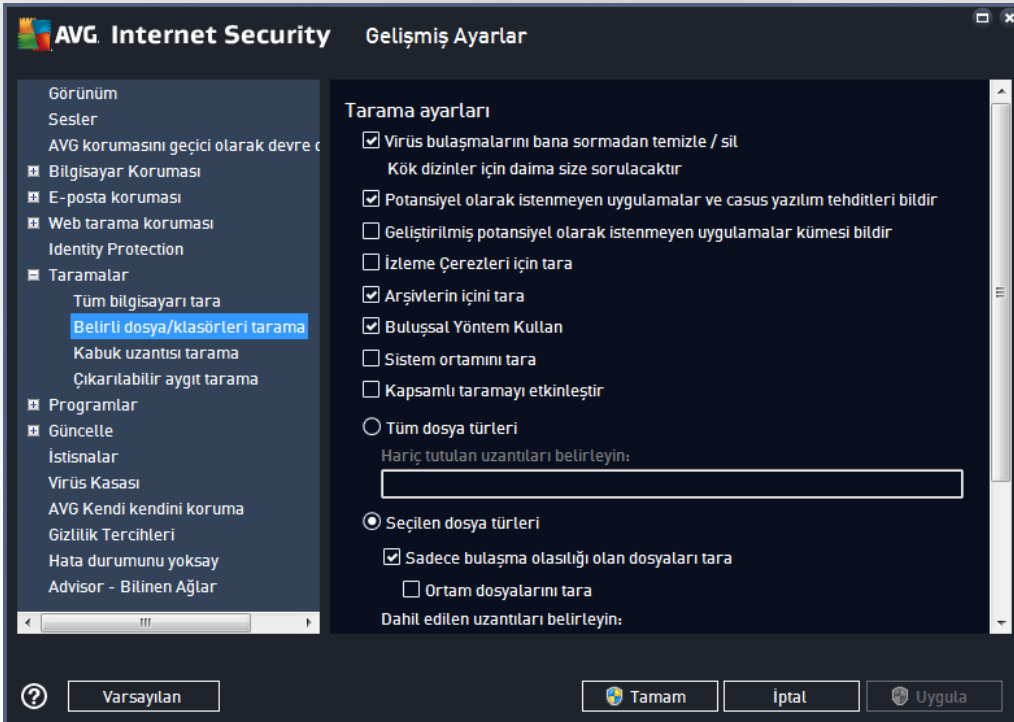 AVG. Internet Security Gelişmiş Ayarlar
Görünüm
Sesler
AVG korumasını geçici olarak devre
Bilgisayar Koruması
E-posta koruması
Web tarama koruması
Identity Protection
Taramalar
Tüm bilgisayarı tara
Belirli dosya/klasörleri tarama
Kabuk uzantısı tarama
Çıkarılabilir aygıt tarama
Programlar
Güncelle
İstisnalar
Virüs Kasası
AVG Kendi kendini koruma
Gizlilik Tercihleri
Hata durumunu yoksay
Advisor - Bilinen Ağlar
Tarama ayarları
Virüs bulaşmalarını bana sormadan temizle / sil
Kök dizinler için daima size sorulacaktır
Potansiyel olarak istenmeyen uygulamalar ve casus yazılım tehditleri bildir
Geliştirilmiş potansiyel olarak istenmeyen uygulamalar kümesi bildir
İzleme Çerezleri için tara
Arşivlerin içini tara
Buluşsal Yöntem Kullan
Sistem ortamını tara
Kapsamlı taramayı etkinleştir
Tüm dosya türleri
Hariç tutulan uzantıları belirleyin:
Seçilen dosya türleri
Sadece bulaşma olasılığı olan dosyaları tara
Ortam dosyalarını tara
Dahil edilen uzantıları belirleyin:
Varsayılan
Tamam
İptal
Uygula